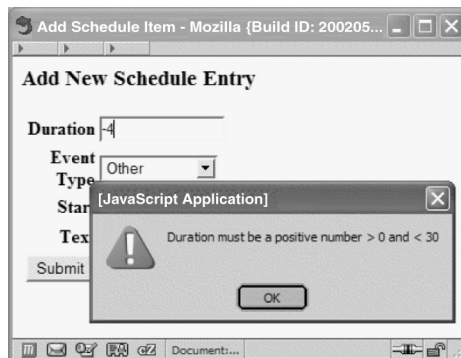 Add Schedule Item - Mozilla {Build ID: 200205...
Add New Schedule Entry
Duration -4
Event Type Other
Star
[JavaScript Application]
Tex
Duration must be a positive number > 0 and < 30
Submit
OK
Document:...